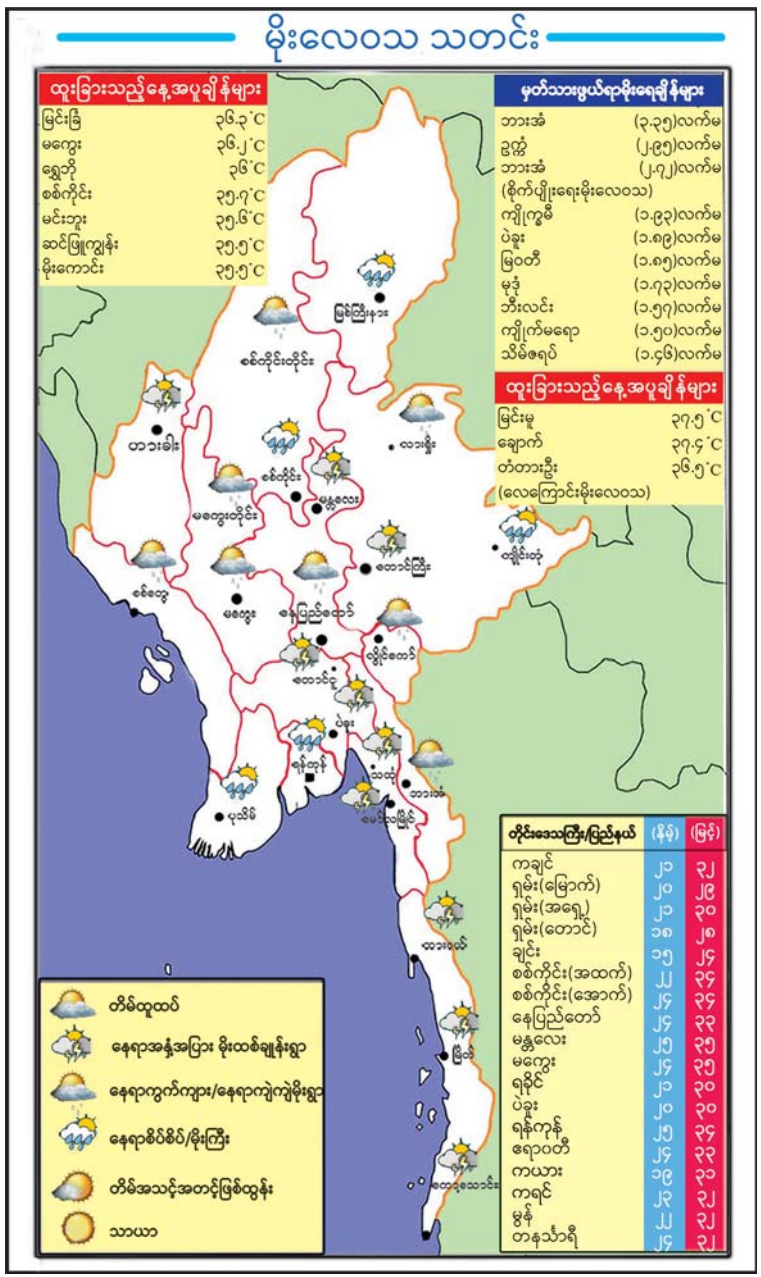 မိုးလေဝသ သတင်း
ထူးခြားသည့်နေ့အပူချိန်များ
မြင်းခြံ ၃၆.၃°C
မကွေး ၃၆.၂°C
ရွှေဘို ၃၆°C
စစ်ကိုင်း ၃၅.၇°C
မင်းဘူး ၃၅.၆°C
ဆင်ဖြူကျွန်း ၃၅.၅°C
မိုးကောင်း ၃၅.၅°C
မှတ်သားဖွယ်ရာမိုးရေချိန်များ
ဘားအံ (၃.၃၅)လက်မ
ဥက္ကံ (၂.၉၅)လက်မ
ဘားအံ (၂.၇၂)လက်မ
(စိုက်ပျိုးရေးမိုးလေဝသ)
ကျိုက္ခမီ (၁.၉၃)လက်မ
ပဲခူး (၁.၈၉)လက်မ
မြဝတီ (၁.၈၅)လက်မ
မုဒုံ (၁.၇၃)လက်မ
ဘီးလင်း (၁.၅၇)လက်မ
ကျိုက်မရော (၁.၅၀)လက်မ
သိမ်ဇရပ် (၁.၄၆)လက်မ
ထူးခြားသည့်နေ့အပူချိန်များ
မြင်းမူ ၃၇.၅°C
ချောက် ၃၇.၄°C
တံတားဦး ၃၆.၅°C
(လေကြောင်းမိုးလေဝသ)
မြစ်ကြီးနား
စစ်ကိုင်းတိုင်း
ဟားခါး
လားရှိုး
စစ်ကိုင်း
မန္တလေး
မကွေးတိုင်း
ကျိုင်းတုံ
တောင်ကြီး
စစ်တွေ
မကွေး
နေပြည်တော်
လွိုင်ကော်
တောင်ငူ
ပဲခူး
ရန်ကုန်
သထုံ
ဘားအံ
ပုသိမ်
မော်လမြိုင်
ထားဝယ်
မြိတ်
ကော့သောင်း
တိမ်ထူထပ်
နေရာအနှံ့အပြား မိုးထစ်ချုန်းရွာ
နေရာကွက်ကျား/နေရာကျဲကျဲမိုးရွာ
နေရာစိပ်စိပ်/မိုးကြီး
တိမ်အသင့်အတင့်ဖြစ်ထွန်း
သာယာ
တိုင်းဒေသကြီး/ပြည်နယ် (နိမ့်) (မြင့်)
ကချင် ၂၁ ၃၂
ရှမ်း(မြောက်) ၂၀ ၂၉
ရှမ်း(အရှေ့) ၂၁ ၃၀
ရှမ်း(တောင်) ၁၈ ၂၈
ချင်း ၁၅ ၂၄
စစ်ကိုင်း(အထက်) ၂၂ ၃၄
စစ်ကိုင်း(အောက်) ၂၄ ၃၄
နေပြည်တော် ၂၄ ၃၃
မန္တလေး ၂၅ ၃၅
မကွေး ၂၄ ၃၅
ရခိုင် ၂၁ ၃၀
ပဲခူး ၂၀ ၃၀
ရန်ကုန် ၂၅ ၃၄
ဧရာဝတီ ၂၄ ၃၃
ကယား ၁၉ ၃၁
ကရင် ၂၃ ၃၂
မွန် ၂၂ ၃၂
တနင်္သာရီ ၂၄ ၃၂